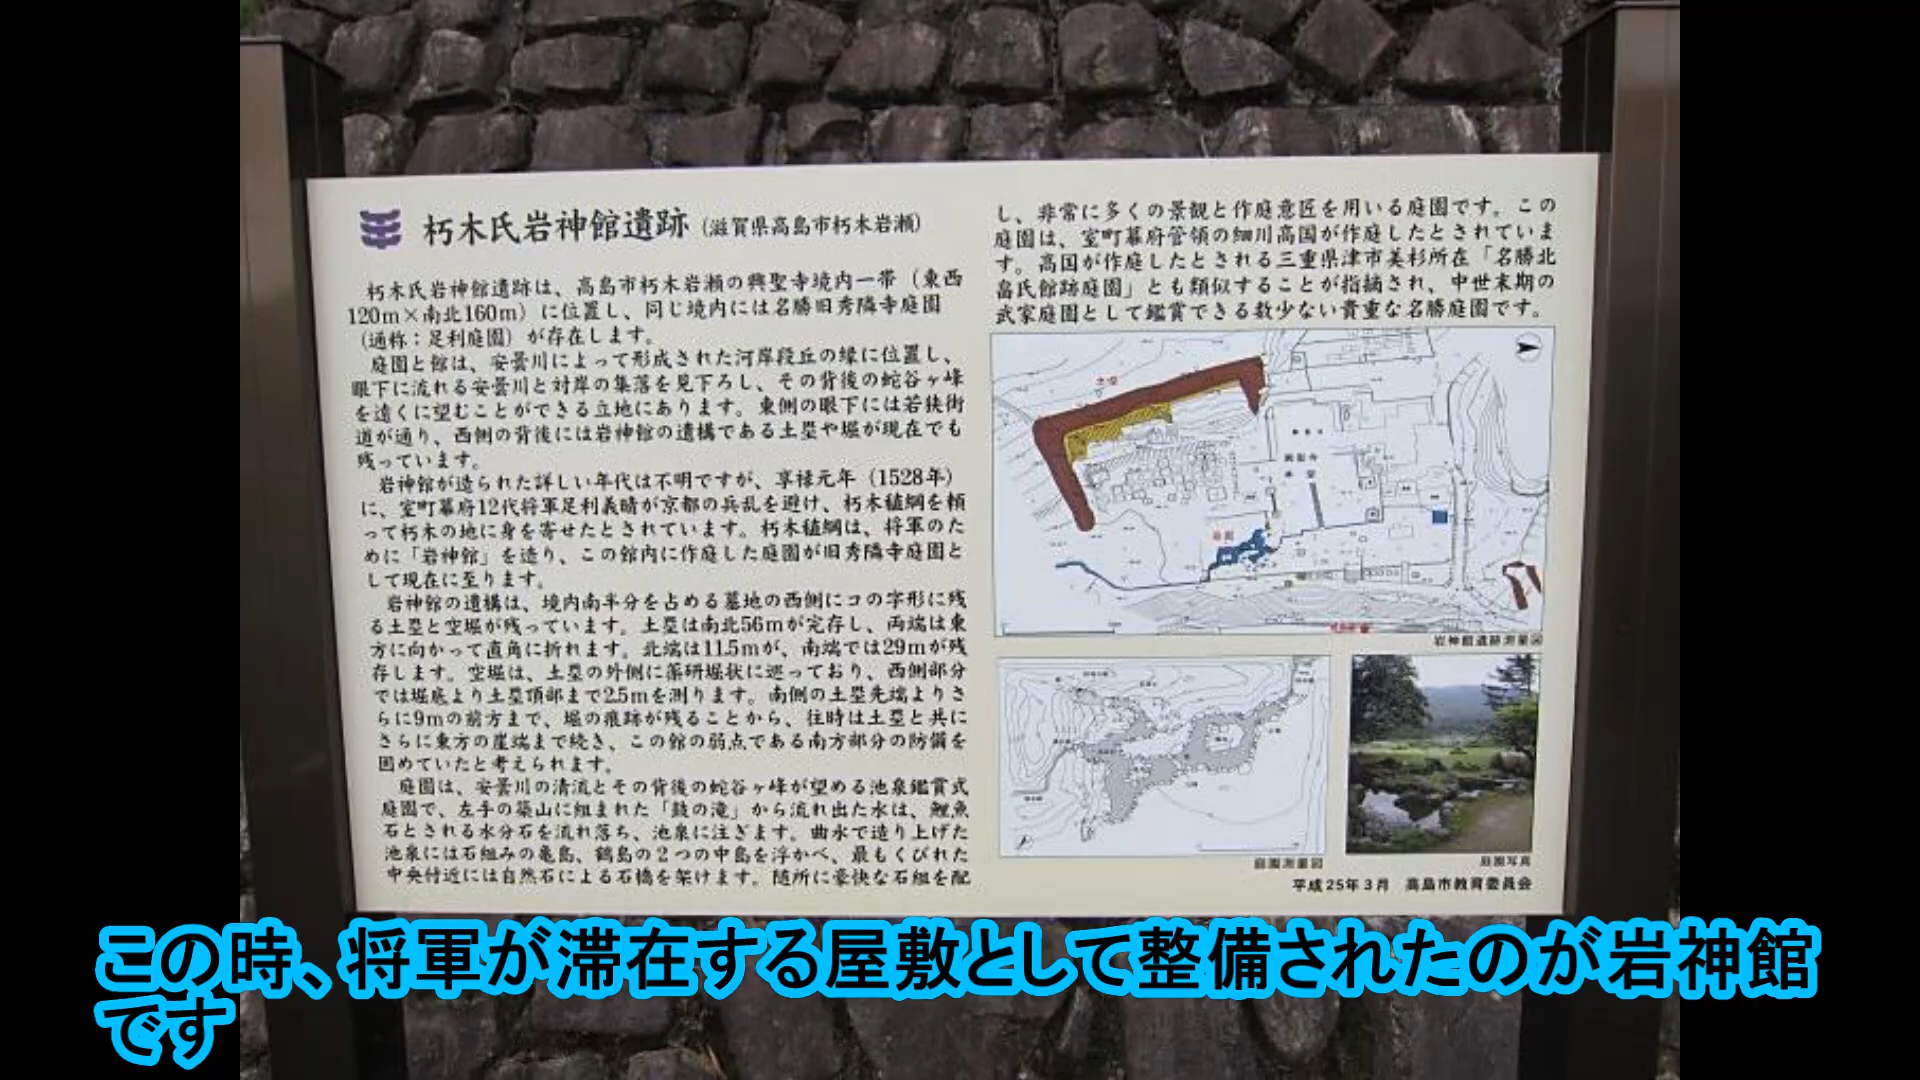 朽木氏岩神館遺跡(滋賀県高島市朽木岩瀬)
朽木氏岩神館遺跡は、高島市朽木岩瀬の興聖寺境内一帯(東西
120m×南北160m)に位置し、同じ境内には名勝旧秀隣寺庭園
(通称:足利庭園)が存在します。
庭園と館は、安曇川によって形成された河岸段丘の縁に位置し、
眼下に流れる安曇川と対岸の集落を見下ろし、その背後の蛇谷ヶ峰
を遠くに望むことができる立地にあります。東側の眼下には若狭街
道が通り、西側の背後には岩神館の遺構である土塁や堀が現在でも
残っています。
岩神館が造られた詳しい年代は不明ですが、享禄元年(1528年)
に、室町幕府12代将軍足利義晴が京都の兵乱を避け、朽木稙綱を頼
って朽木の地に身を寄せたとされています。朽木稙綱は、将軍のた
めに「岩神館」を造り、この館内に作庭した庭園が旧秀隣寺庭園と
して現在に至ります。
岩神館の遺構は、境内南半分を占める墓地の西側にコの字形に残
る土塁と空堀が残っています。土塁は南北56mが完存し、両端は東
方に向かって直角に折れます。北端は11.5mが、南端では29mが残
存します。空堀は、土塁の外側に薬研堀状に巡っており、西側部分
では堀底より土塁頂部まで2.5mを測ります。南側の土塁先端よりさ
らに9mの前方まで、堀の痕跡が残ることから、往時は土塁と共に
さらに東方の崖端まで続き、この館の弱点である南方部分の防備を
固めていたと考えられます。
庭園は、安曇川の清流とその背後の蛇谷ヶ峰が望める池泉鑑賞式
庭園で、左手の築山に組まれた「鼓の滝」から流れ出た水は、鯉魚
石とされる水分石を流れ落ち、池泉に注ぎます。曲水で造り上げた
池泉には石組みの亀島、鶴島の2つの中島を浮かべ、最もくびれた
中央付近には自然石による石橋を架けます。随所に豪快な石組を配
し、非常に多くの景観と作庭意匠を用いる庭園です。この
庭園は、室町幕府管領の細川高国が作庭したとされていま
す。高国が作庭したとされる三重県津市美杉所在「名勝北
畠氏館跡庭園」とも類似することが指摘され、中世末期の
武家庭園として鑑賞できる数少ない貴重な名勝庭園です。
土塁
庭園
岩神館遺跡測量図
庭園測量図
庭園写真
平成25年3月 高島市教育委員会
この時、将軍が滞在する屋敷として整備されたのが岩神館
です